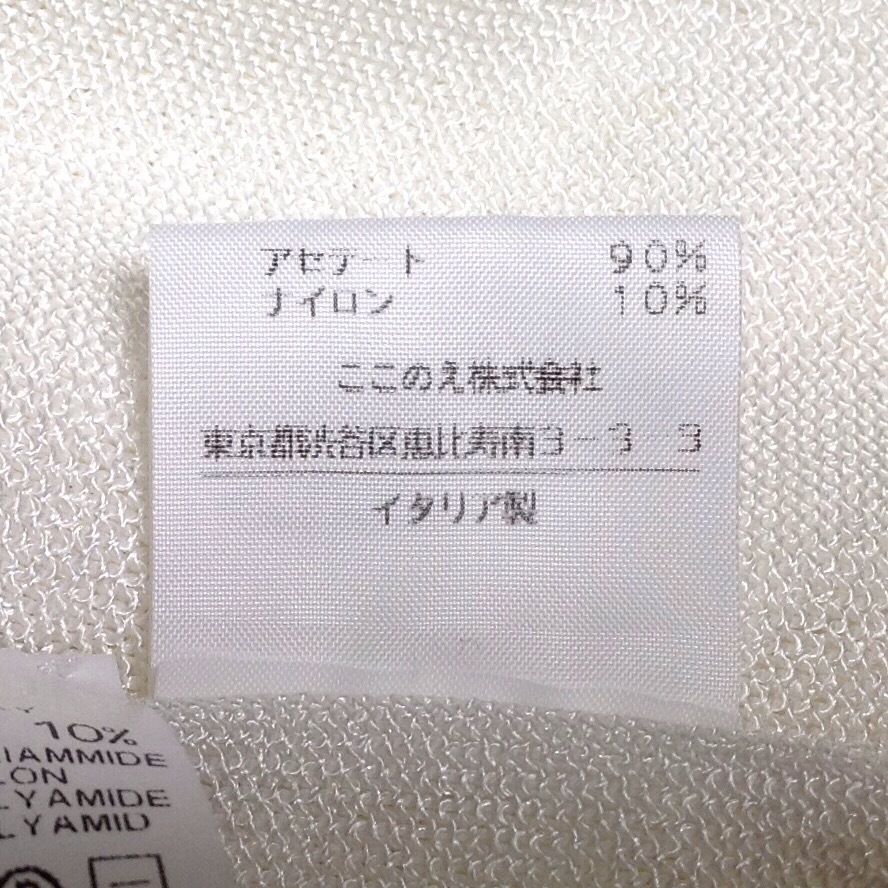 アセテート 90%
ナイロン 10%
ここのえ株式会社
東京都渋谷区恵比寿南3-3 3
イタリア製
10%
IAMMIDE
LON
LYAMIDE
LYAMID